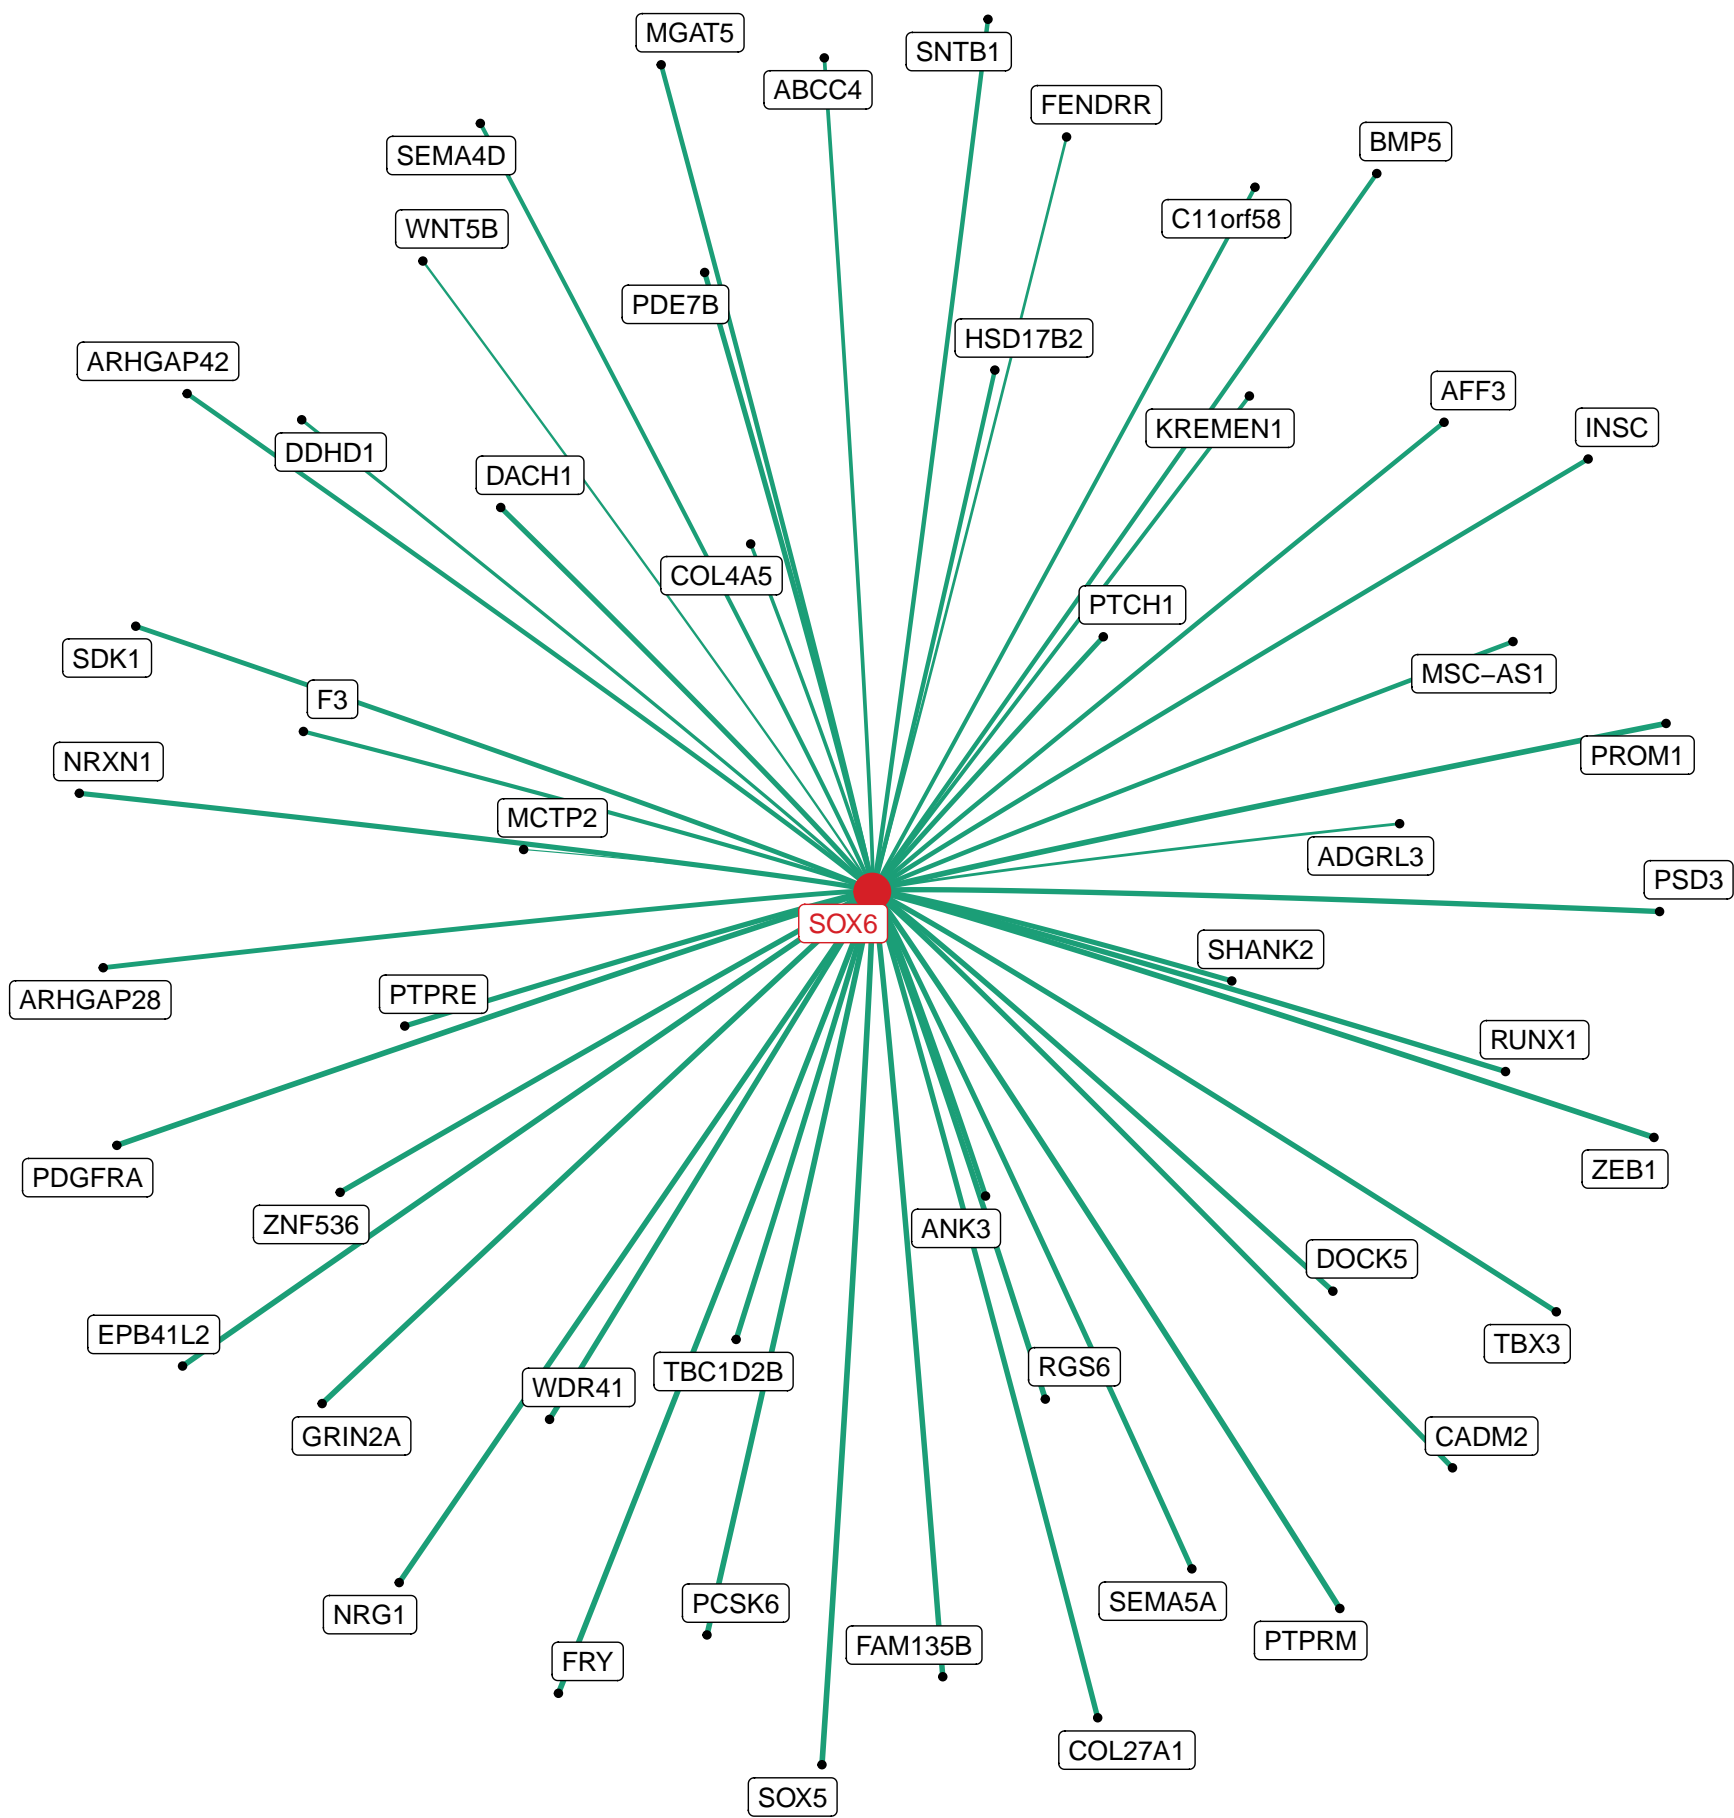 MGAT5
SNTB1
ABCC4
FENDRR
BMP5
SEMA4D
C11orf58
WNT5B
PDE7B
HSD17B2
ARHGAP42
AFF3
INSC
KREMEN1
DDHD1
DACH1
COL4A5
PTCH1
SDK1
MSC−AS1
F3
PROM1
NRXN1
MCTP2
ADGRL3
PSD3
SOX6
SHANK2
PTPRE
ARHGAP28
RUNX1
ZEB1
PDGFRA
ZNF536
ANK3
DOCK5
EPB41L2
TBX3
RGS6
TBC1D2B
WDR41
CADM2
GRIN2A
SEMA5A
PCSK6
NRG1
PTPRM
FAM135B
FRY
COL27A1
SOX5